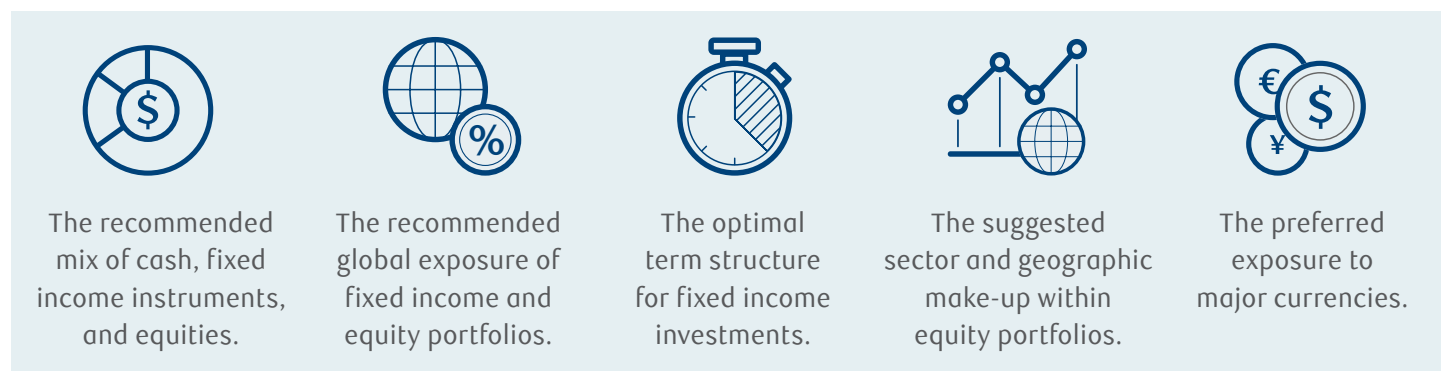 $
%
€
$
¥
The recommended
mix of cash, fixed
income instruments,
and equities.
The recommended
global exposure of
fixed income and
equity portfolios.
The optimal
term structure
for fixed income
investments.
The suggested
sector and geographic
make-up within
equity portfolios.
The preferred
exposure to
major currencies.